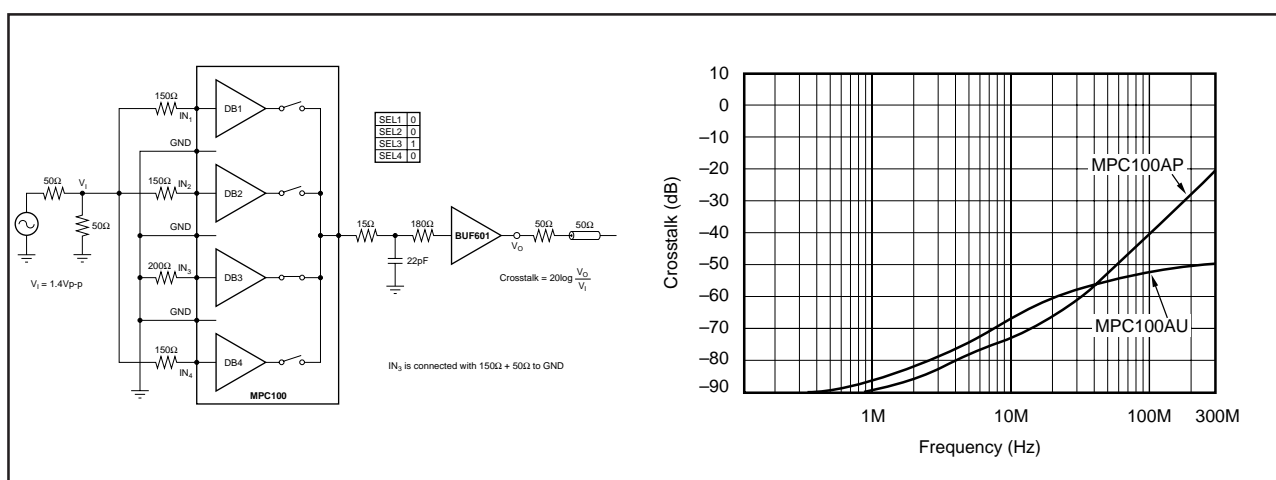 150Ω
IN1
DB1
GND
SEL1 0
SEL2 0
SEL3 1
SEL4 0
50Ω
VI
150Ω
IN2
DB2
50Ω
GND
15Ω
180Ω
BUF601
VO
50Ω
50Ω
22pF
VI = 1.4Vp-p
200Ω
IN3
DB3
Crosstalk = 20log VO
VI
GND
150Ω
IN4
DB4
IN3 is connected with 150Ω + 50Ω to GND
MPC100
10
0
–10
–20
–30
–40
–50
–60
–70
–80
–90
Crosstalk (dB)
MPC100AP
MPC100AU
1M
10M
100M
300M
Frequency (Hz)